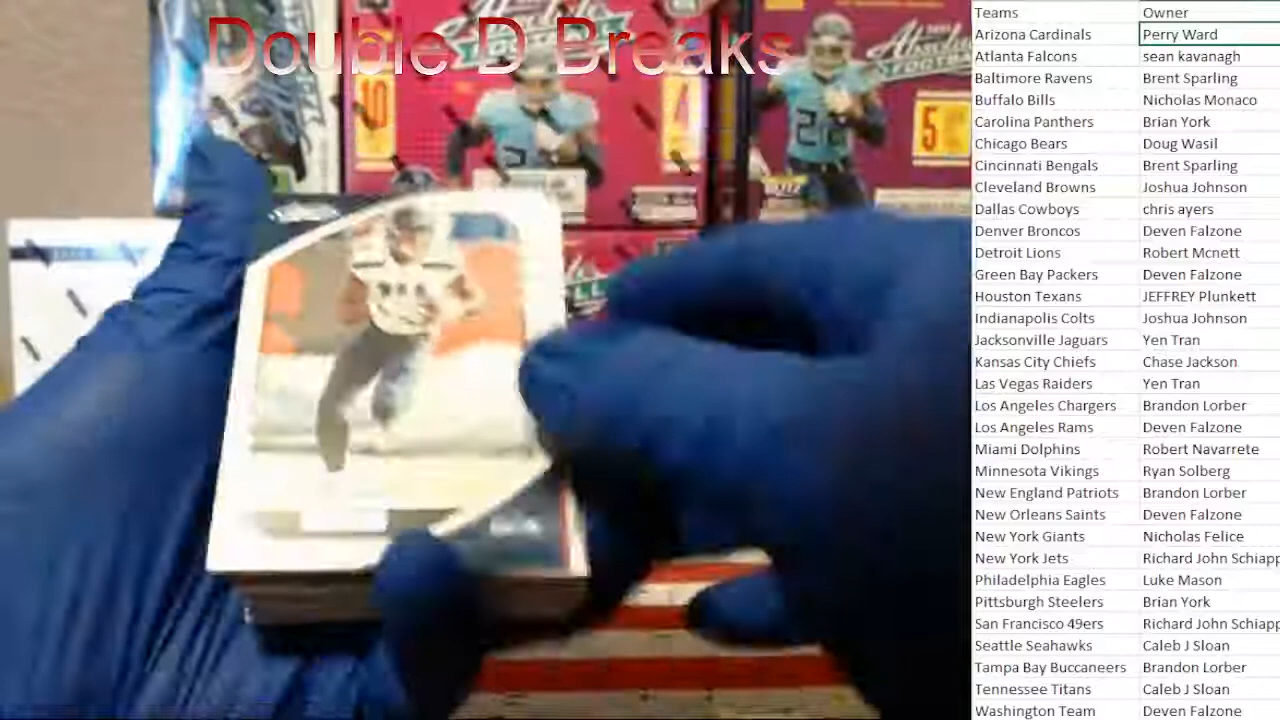 Double D Breaks
Absolute
FOOTBALL
10
4
5
Teams Owner
Arizona Cardinals Perry Ward
Atlanta Falcons sean kavanagh
Baltimore Ravens Brent Sparling
Buffalo Bills Nicholas Monaco
Carolina Panthers Brian York
Chicago Bears Doug Wasil
Cincinnati Bengals Brent Sparling
Cleveland Browns Joshua Johnson
Dallas Cowboys chris ayers
Denver Broncos Deven Falzone
Detroit Lions Robert Mcnett
Green Bay Packers Deven Falzone
Houston Texans JEFFREY Plunkett
Indianapolis Colts Joshua Johnson
Jacksonville Jaguars Yen Tran
Kansas City Chiefs Chase Jackson
Las Vegas Raiders Yen Tran
Los Angeles Chargers Brandon Lorber
Los Angeles Rams Deven Falzone
Miami Dolphins Robert Navarrete
Minnesota Vikings Ryan Solberg
New England Patriots Brandon Lorber
New Orleans Saints Deven Falzone
New York Giants Nicholas Felice
New York Jets Richard John Schiapp
Philadelphia Eagles Luke Mason
Pittsburgh Steelers Brian York
San Francisco 49ers Richard John Schiapp
Seattle Seahawks Caleb J Sloan
Tampa Bay Buccaneers Brandon Lorber
Tennessee Titans Caleb J Sloan
Washington Team Deven Falzone